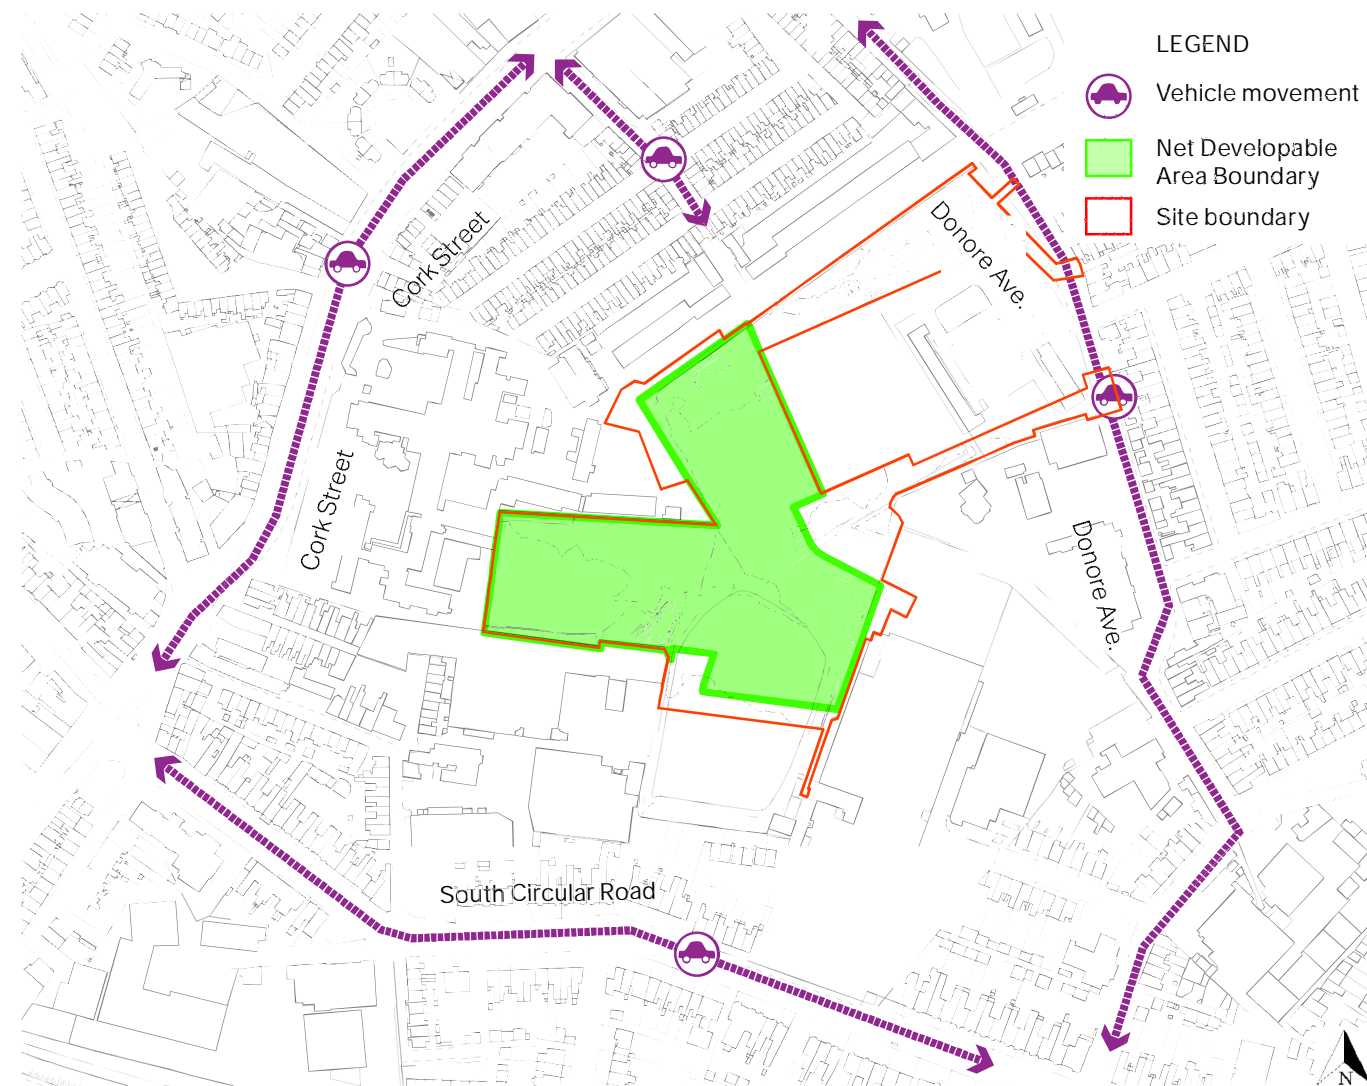 LEGEND
Vehicle movement
Net Developable
Area Boundary
Site boundary
Cork Street
Donore Ave.
Cork Street
Donore Ave.
South Circular Road
N